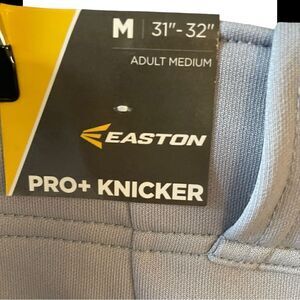 M 31"-32"
ADULT MEDIUM
EASTON
PRO+ KNICKER